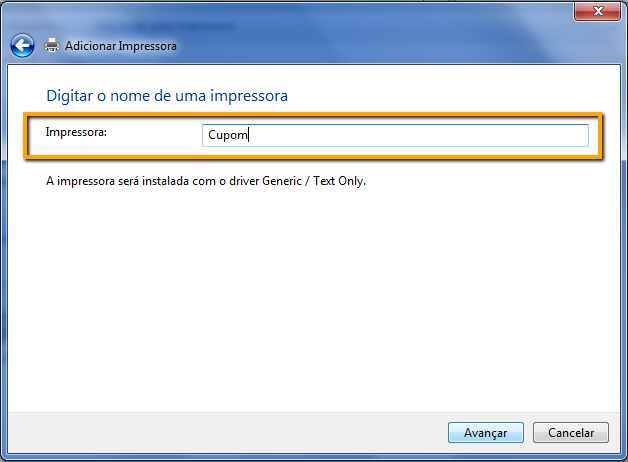 Adicionar Impressora
Digitar o nome de uma impressora
Impressora: Cupom
A impressora será instalada com o driver Generic / Text Only.
Avançar Cancelar